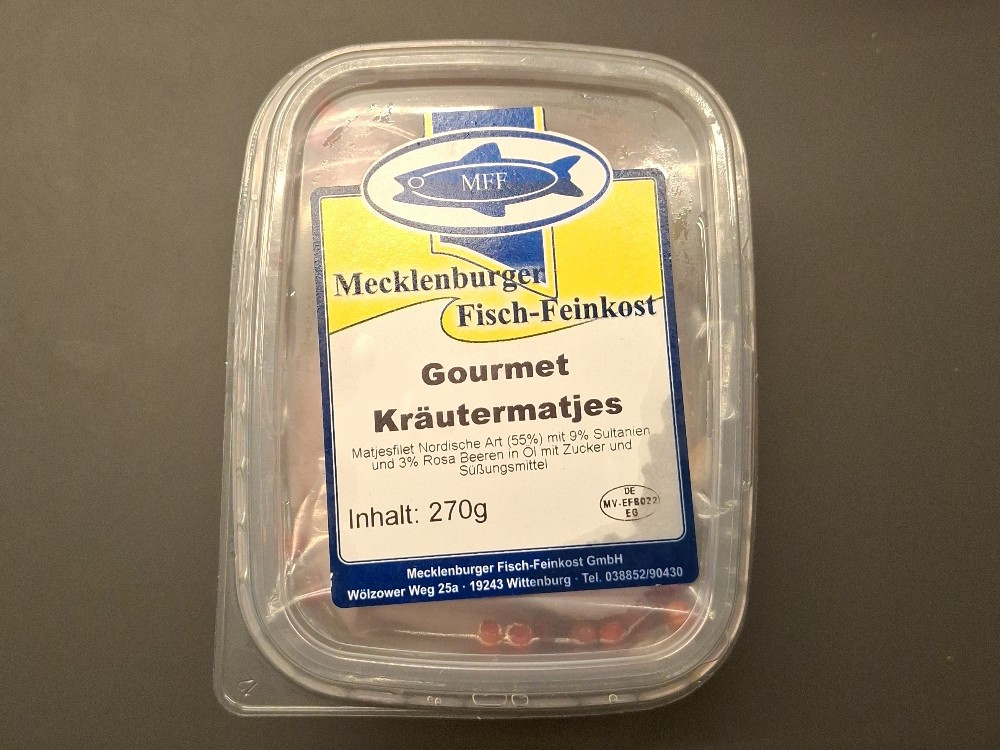 MFF
Mecklenburger
Fisch-Feinkost
Gourmet
Kräutermatjes
Matjesfilet Nordische Art (55%) mit 9% Sultanien
und 3% Rosa Beeren in Öl mit Zucker und
Süßungsmittel
Inhalt: 270g
DE
MV-EFB022
EG
Mecklenburger Fisch-Feinkost GmbH
Wölzower Weg 25a · 19243 Wittenburg · Tel. 038852/90430